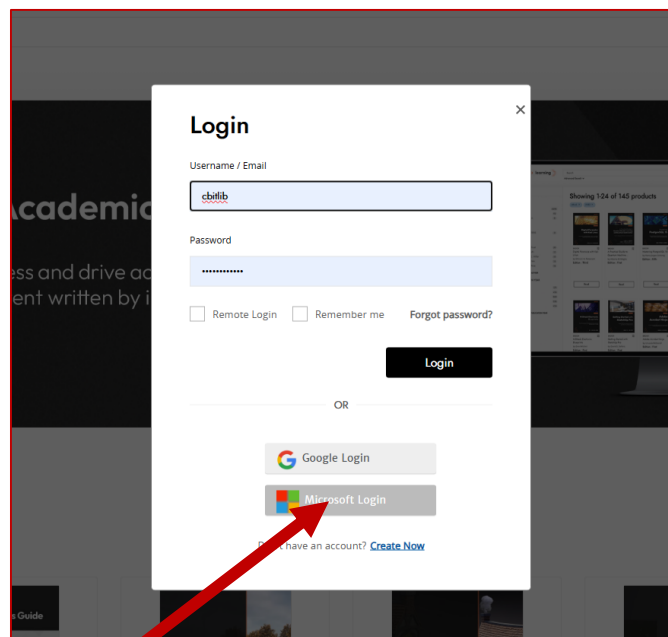 Academic
ess and drive ac
ent written by i
×
Login
Username / Email
cbitlib
Password
••••••••••••
Remote Login
Remember me
Forgot password?
Login
OR
Google Login
Microsoft Login
have an account? Create Now
learning
Showing 1-24 of 145 products
s Guide